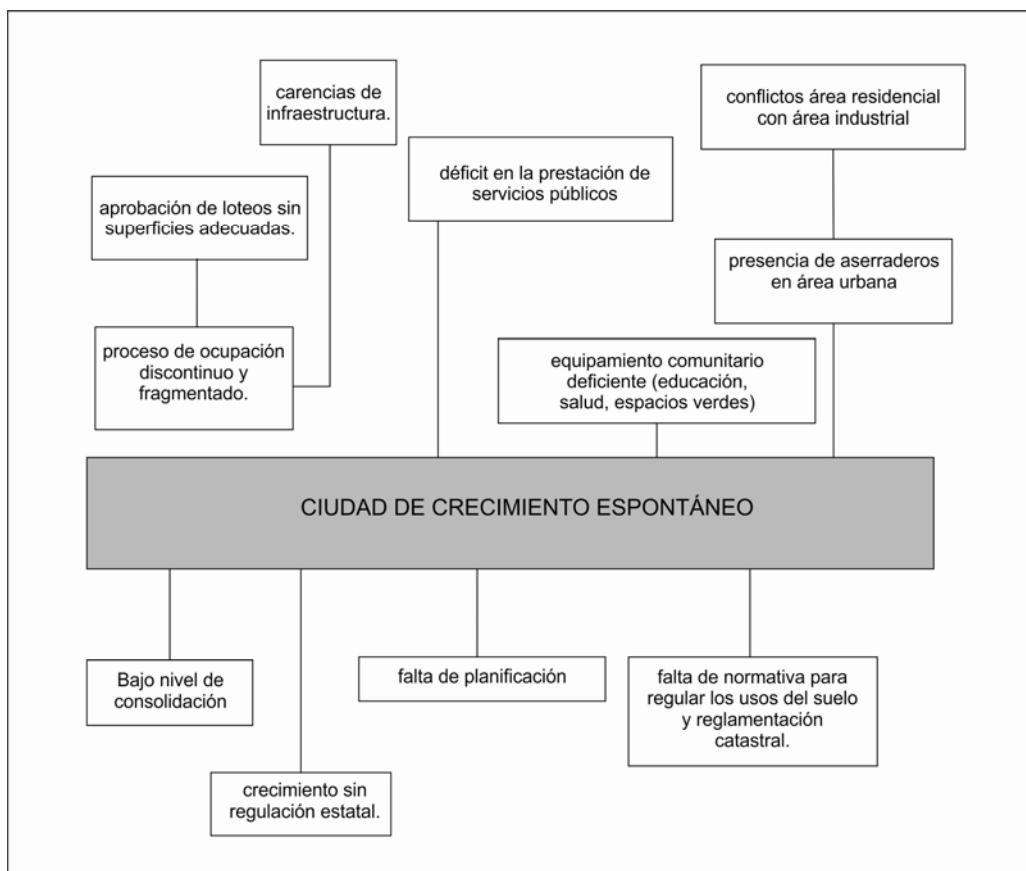 carencias de
infraestructura.
conflictos área residencial
con área industrial
déficit en la prestación de
servicios públicos
aprobación de loteos sin
superficies adecuadas.
presencia de aserraderos
en área urbana
proceso de ocupación
discontinuo y
fragmentado.
equipamiento comunitario
deficiente (educación,
salud, espacios verdes)
CIUDAD DE CRECIMIENTO ESPONTÁNEO
Bajo nivel de
consolidación
falta de planificación
falta de normativa para
regular los usos del suelo
y reglamentación
catastral.
crecimiento sin
regulación estatal.